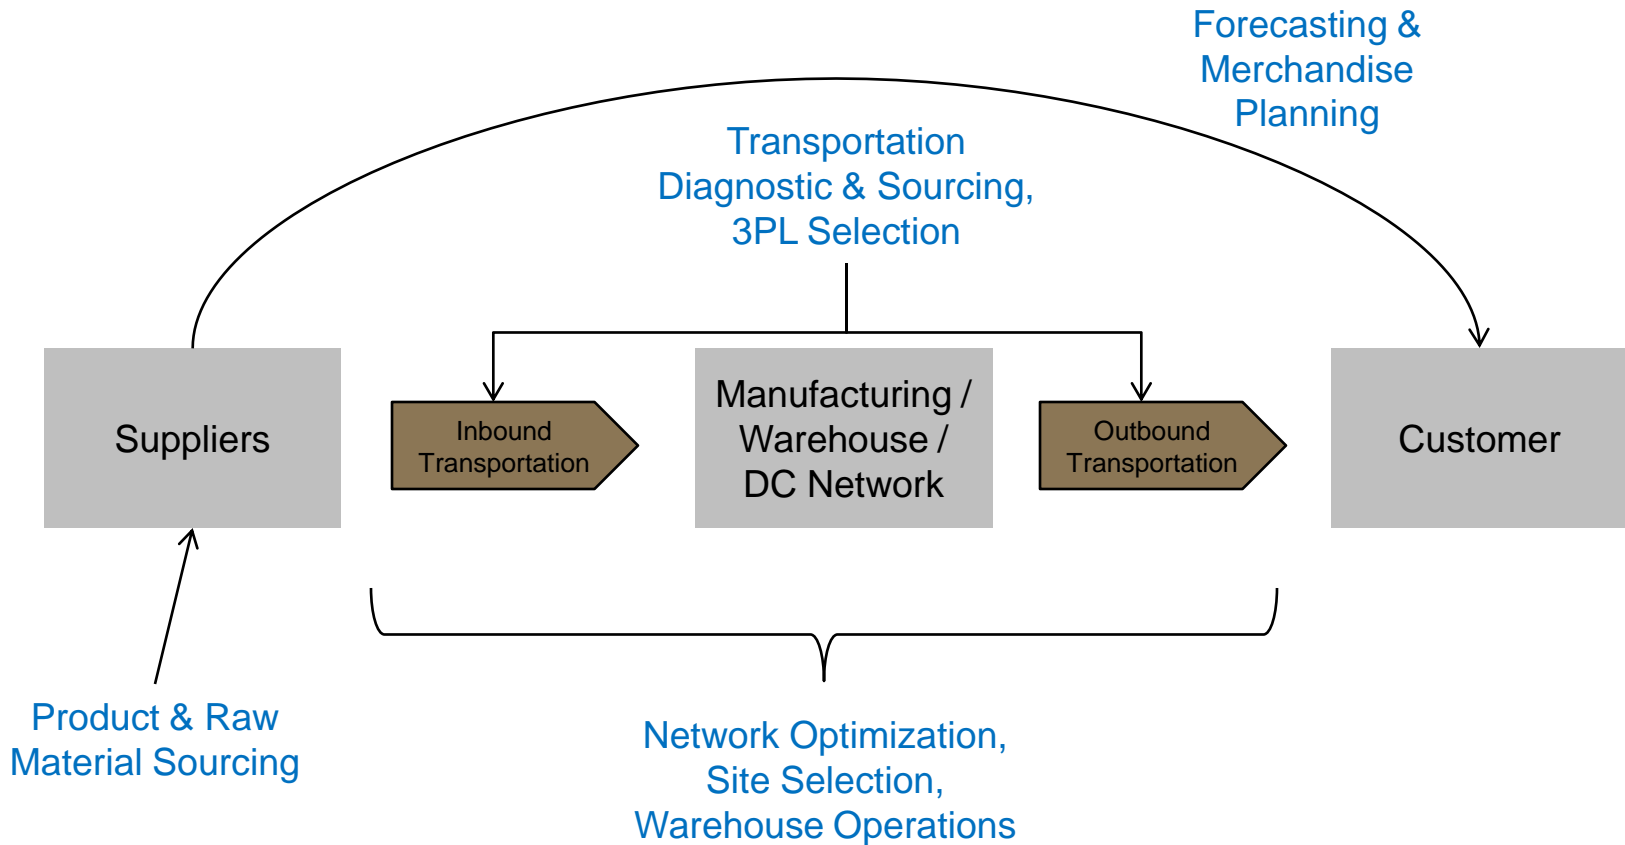 Forecasting &
Merchandise
Planning
Transportation
Diagnostic & Sourcing,
3PL Selection
Suppliers
Inbound
Transportation
Manufacturing /
Warehouse /
DC Network
Outbound
Transportation
Customer
Product & Raw
Material Sourcing
Network Optimization,
Site Selection,
Warehouse Operations